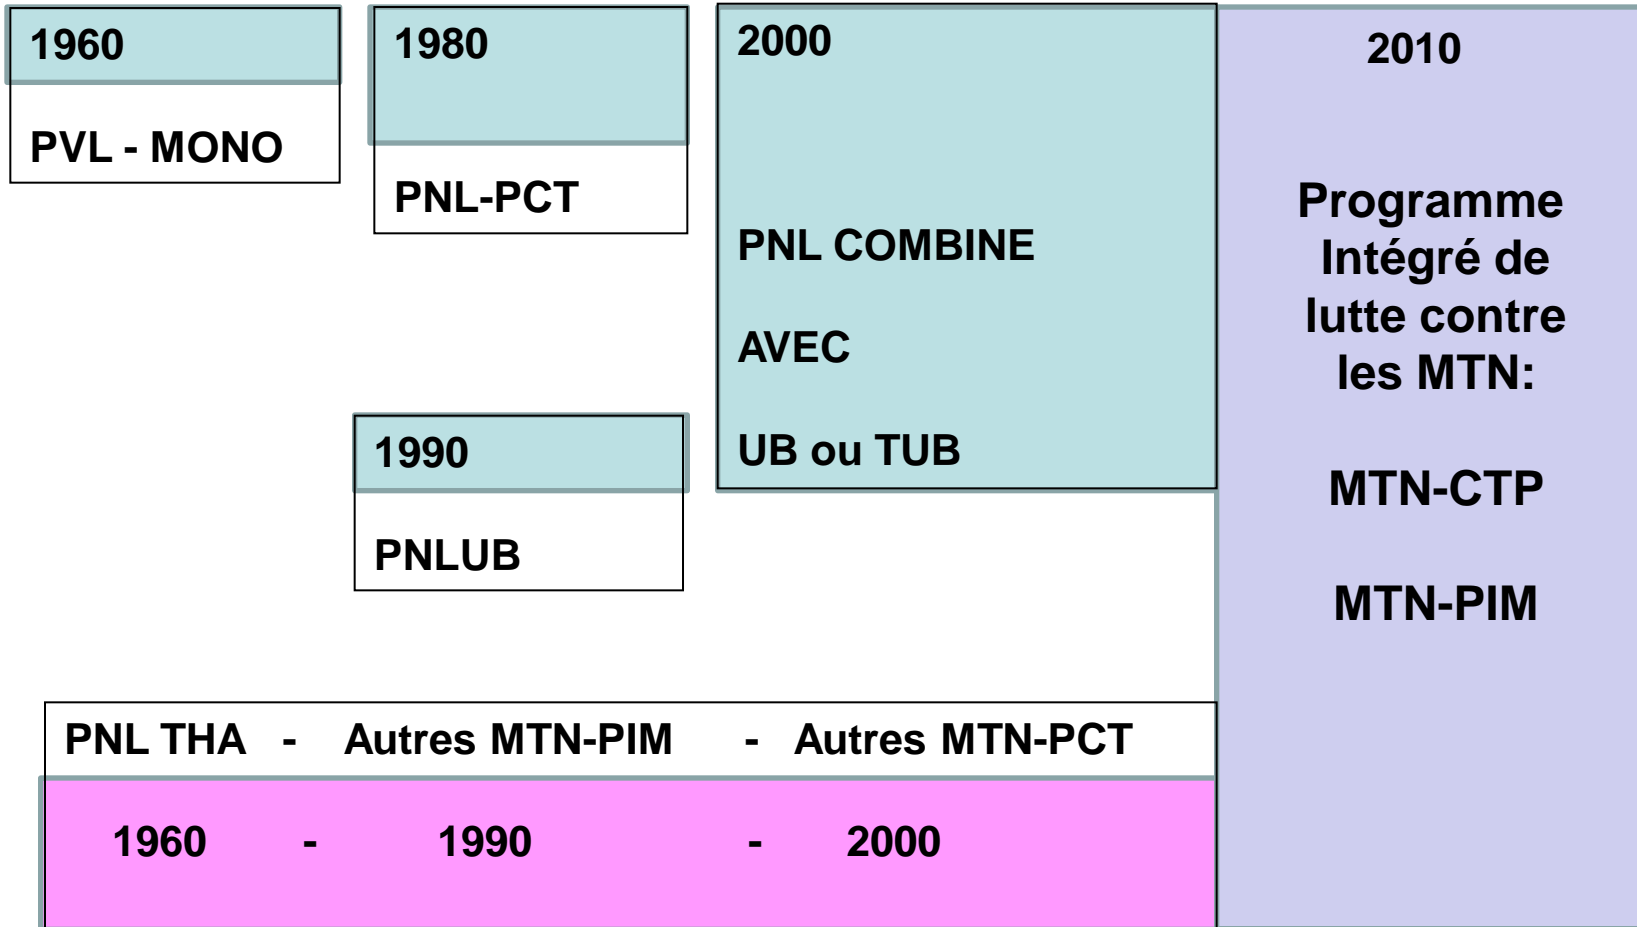 1960
PVL - MONO
1980
PNL-PCT
1990
PNLUB
2000
PNL COMBINE
AVEC
UB ou TUB
2010
Programme
Intégré de
lutte contre
les MTN:
MTN-CTP
MTN-PIM
PNL THA - Autres MTN-PIM - Autres MTN-PCT
1960 - 1990 - 2000